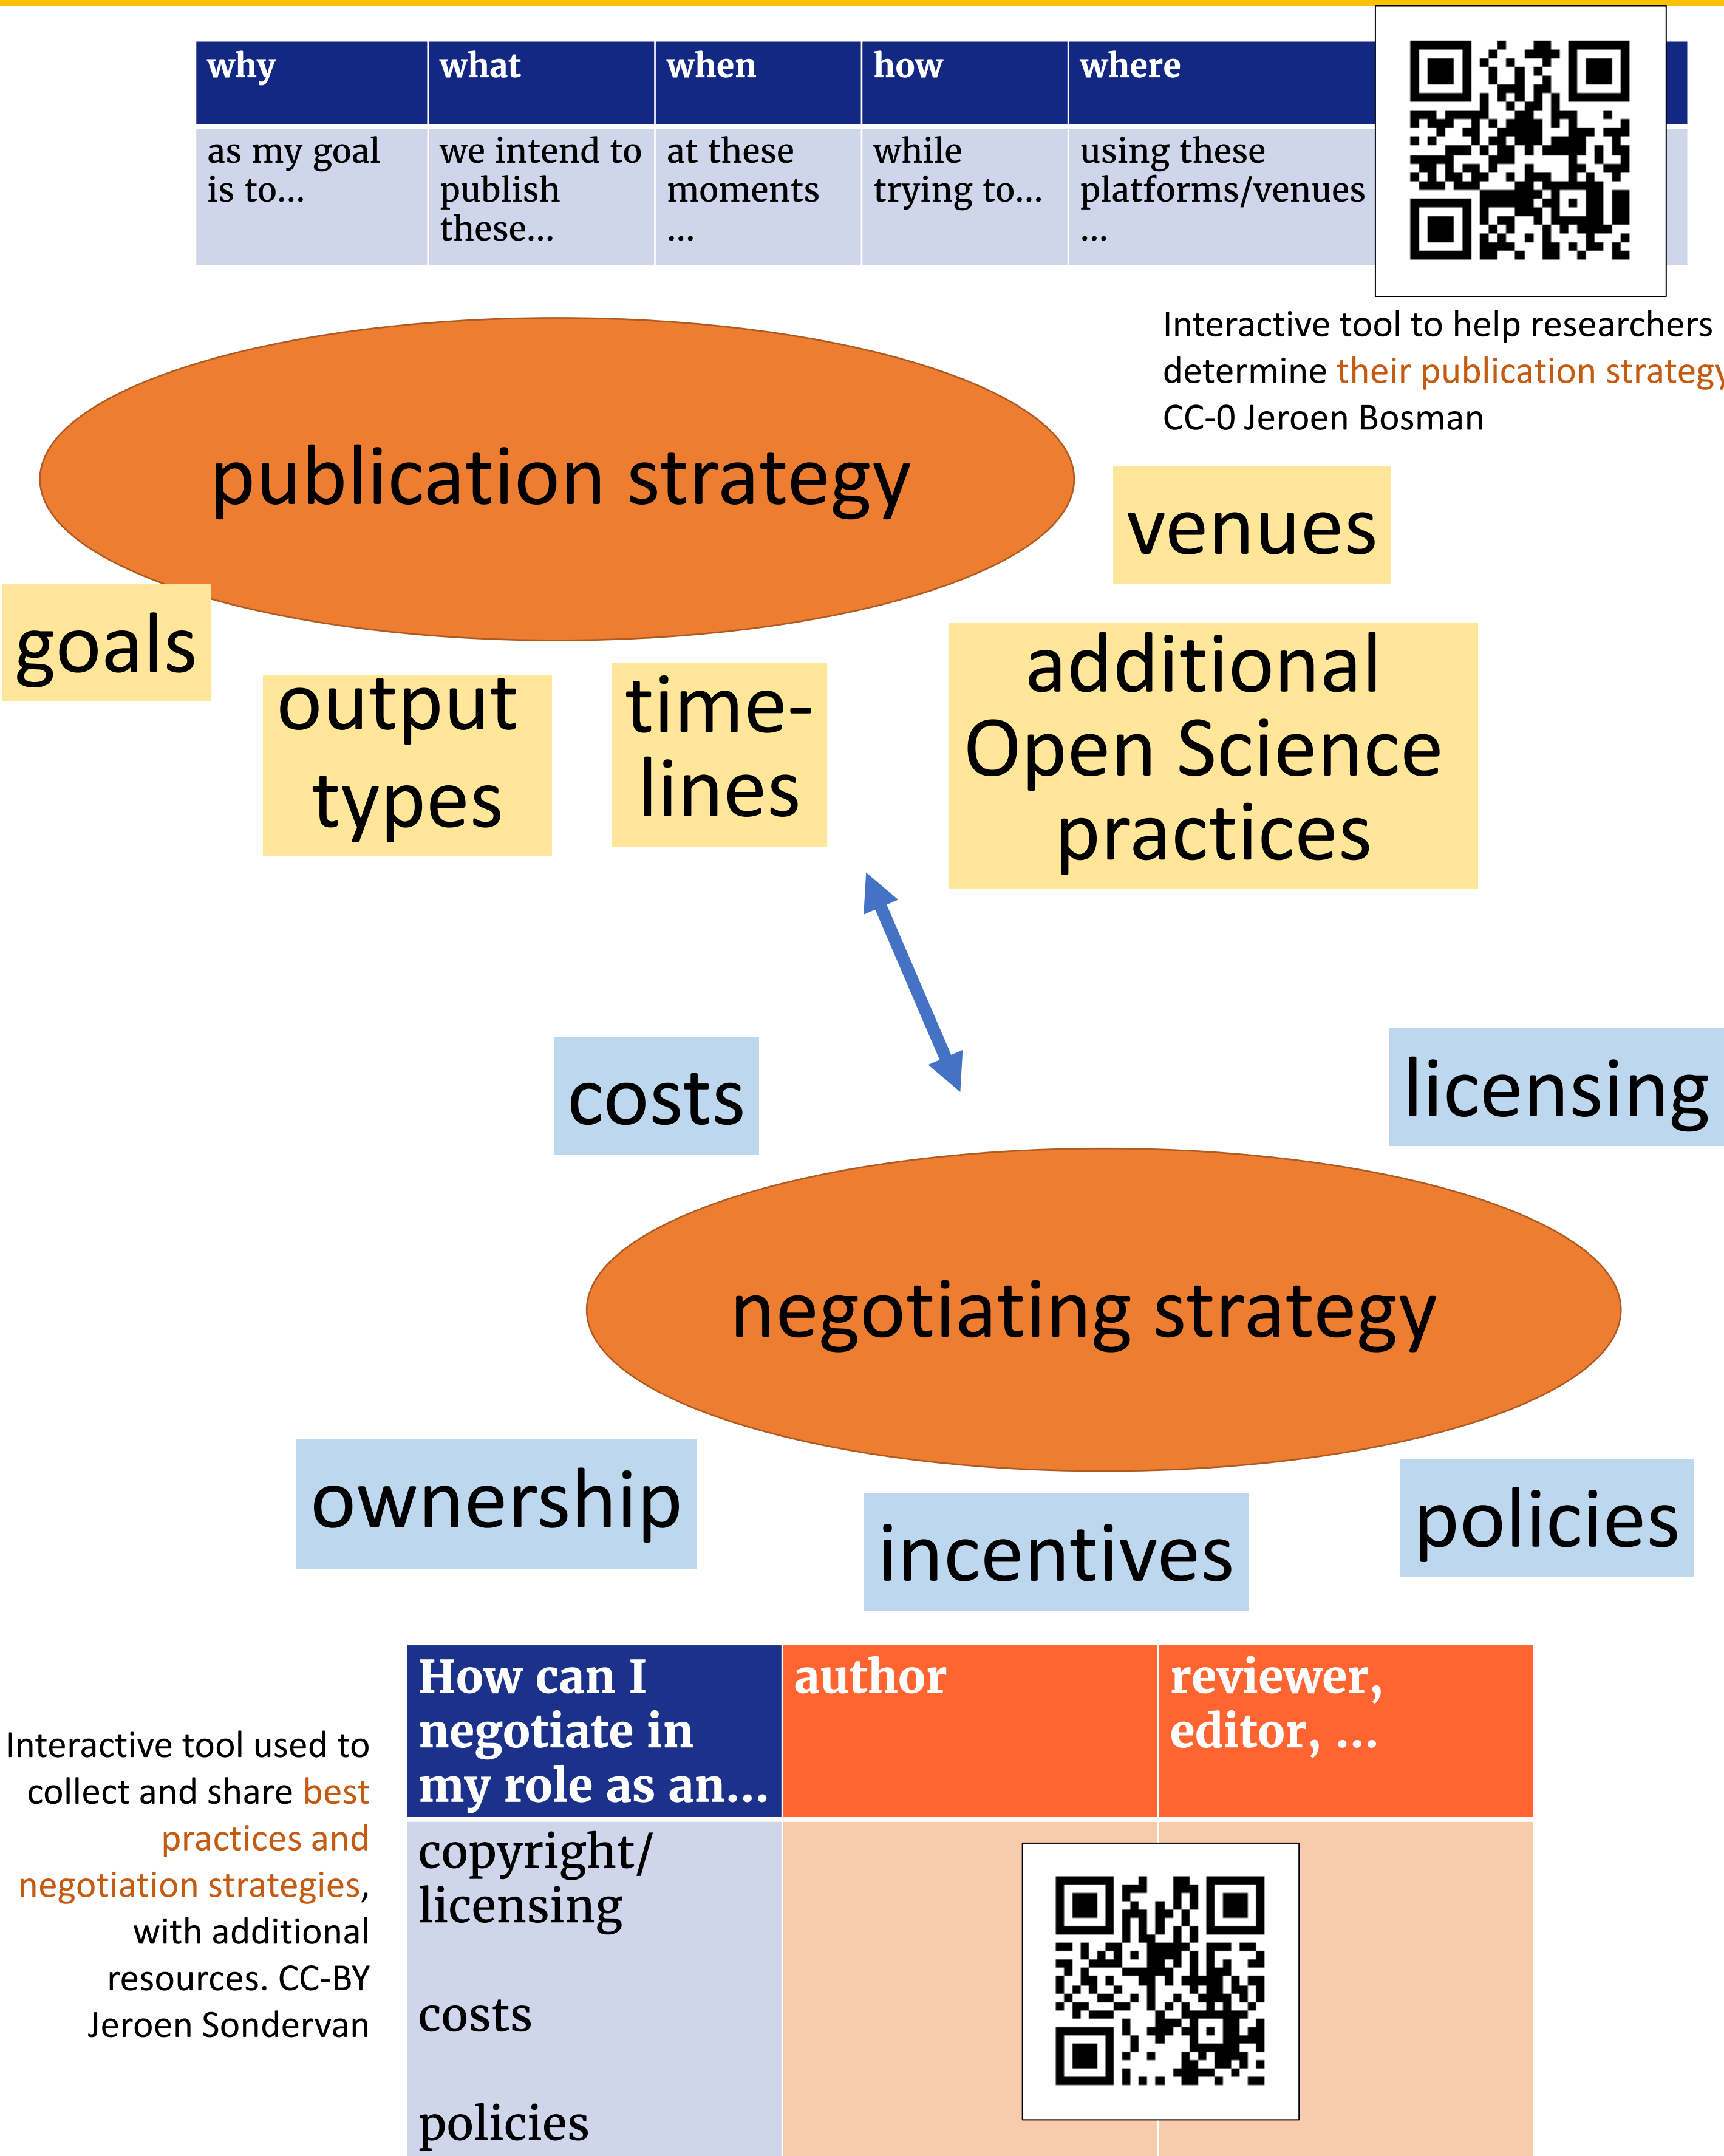 why
what
when
how
where
as my goal
is to...
we intend to
publish
these...
at these
moments
...
while
trying to...
using these
platforms/venues
...
Interactive tool to help researchers
determine their publication strategy
CC-0 Jeroen Bosman
publication strategy
venues
goals
output
types
time-
lines
additional
Open Science
practices
costs
licensing
negotiating strategy
ownership
incentives
policies
How can I
negotiate in
my role as an...
author
reviewer,
editor, ...
Interactive tool used to
collect and share best
practices and
negotiation strategies,
with additional
resources. CC-BY
Jeroen Sondervan
copyright/
licensing
costs
policies